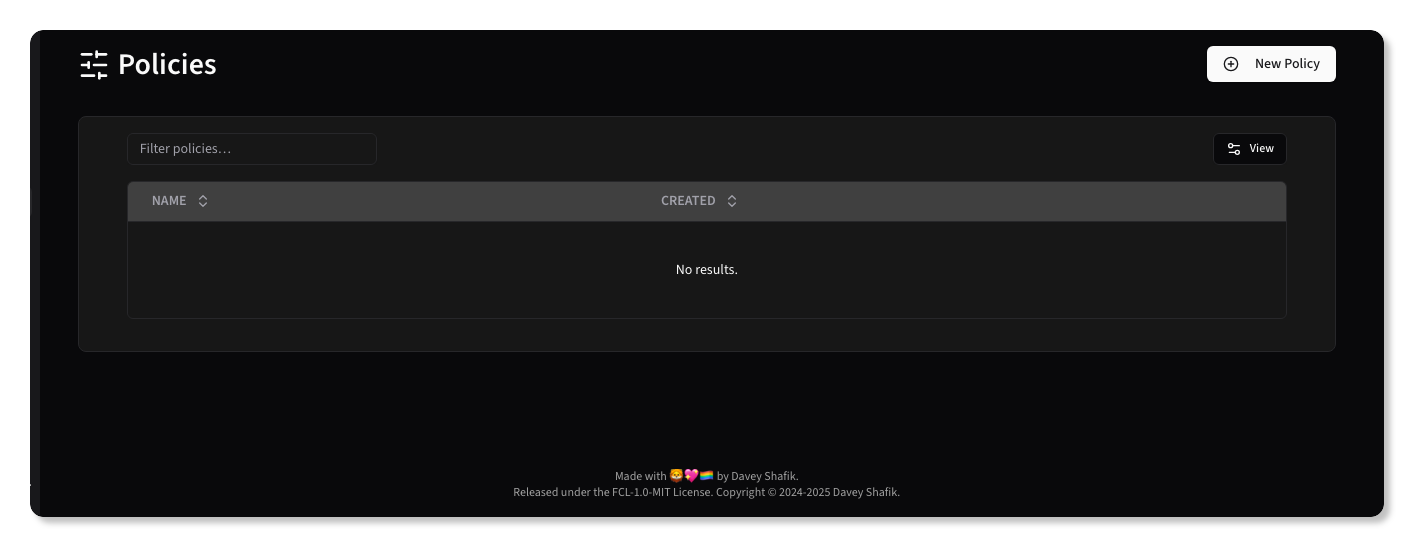 Policies
New Policy
Filter policies…
View
NAME
CREATED
No results.
Made with 🦁💖🏳️‍🌈 by Davey Shafik.
Released under the FCL-1.0-MIT License. Copyright © 2024-2025 Davey Shafik.